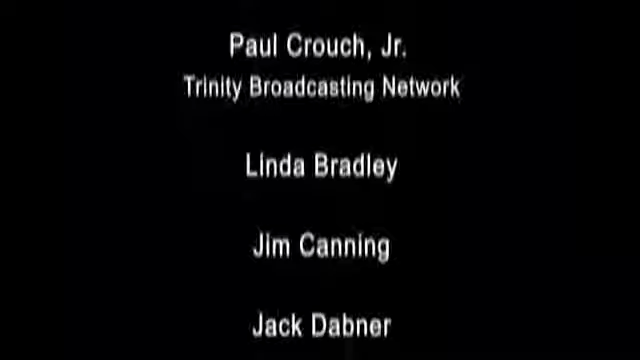 Paul Crouch, Jr.
Trinity Broadcasting Network
Linda Bradley
Jim Canning
Jack Dabner